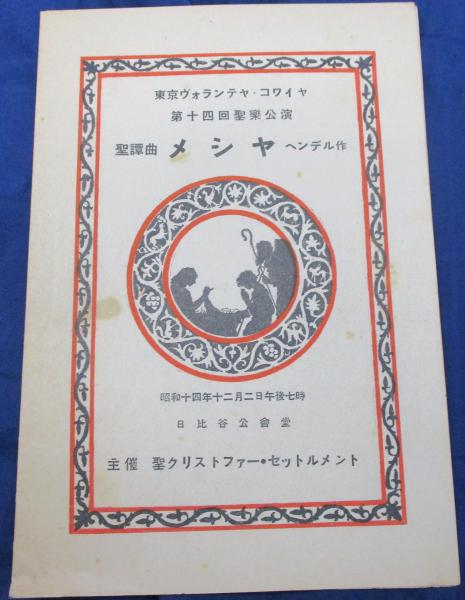 東京ヴォランテヤ・コワイヤ
第十四回聖樂公演
聖譚曲 メシヤ ヘンデル作
昭和十四年十二月二日午後七時
日比谷公會堂
主催 聖クリストファー・セットルメント